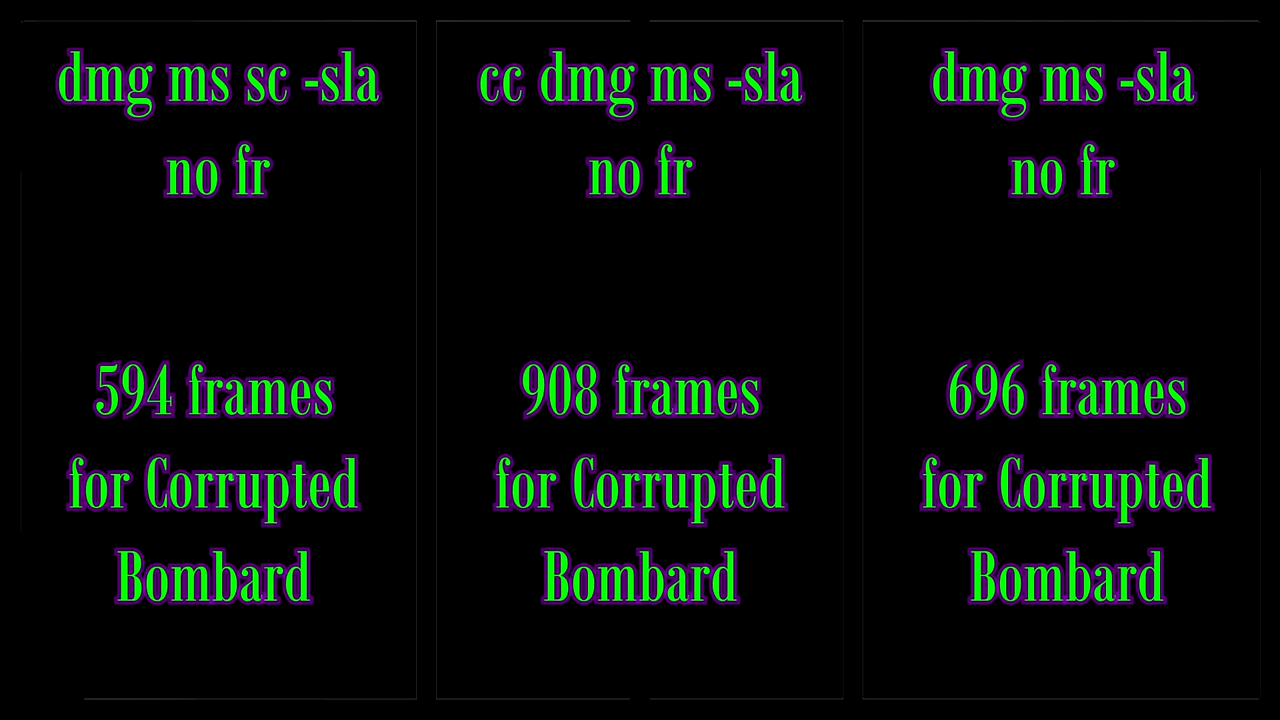 dmg ms sc -sla
no fr
594 frames
for Corrupted
Bombard
cc dmg ms -sla
no fr
908 frames
for Corrupted
Bombard
dmg ms -sla
no fr
696 frames
for Corrupted
Bombard